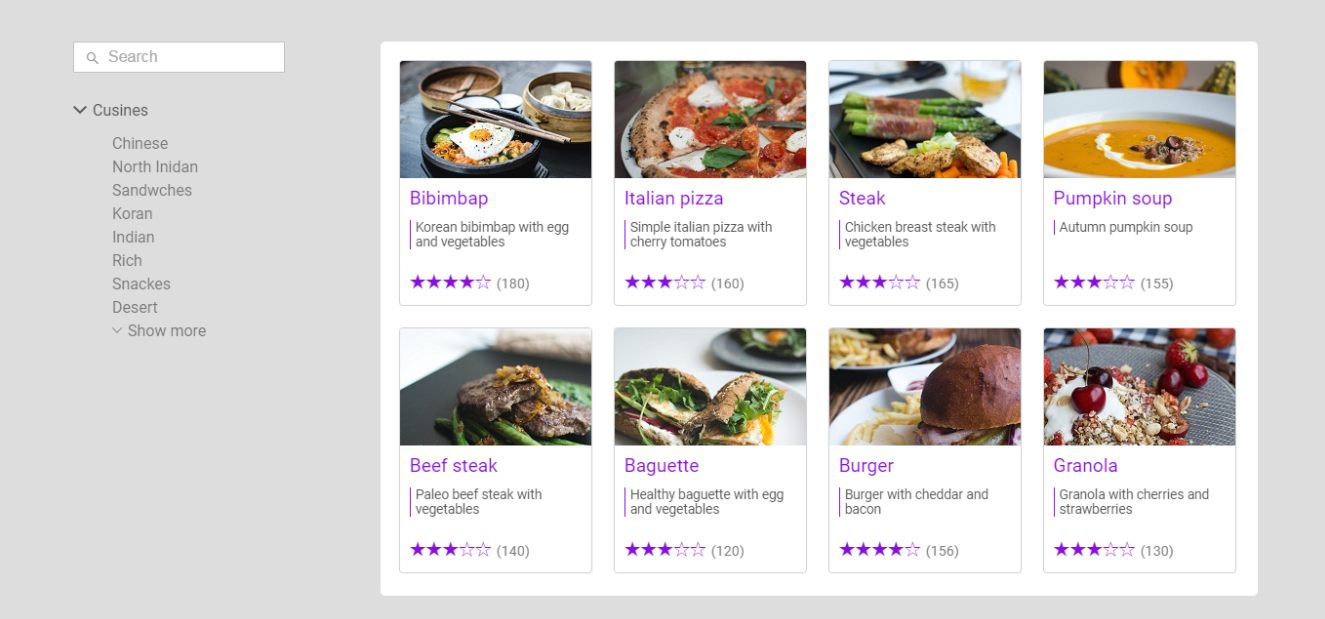 Search
Cusines
Chinese
North Inidan
Sandwches
Koran
Indian
Rich
Snackes
Desert
Show more
Bibimbap
Korean bibimbap with egg
and vegetables
★★★★☆ (180)
Italian pizza
Simple italian pizza with
cherry tomatoes
★★★☆☆ (160)
Steak
Chicken breast steak with
vegetables
★★★☆☆ (165)
Pumpkin soup
Autumn pumpkin soup
★★★☆☆ (155)
Beef steak
Paleo beef steak with
vegetables
★★★☆☆ (140)
Baguette
Healthy baguette with egg
and vegetables
★★★☆☆ (120)
Burger
Burger with cheddar and
bacon
★★★★☆ (156)
Granola
Granola with cherries and
strawberries
★★★☆☆ (130)